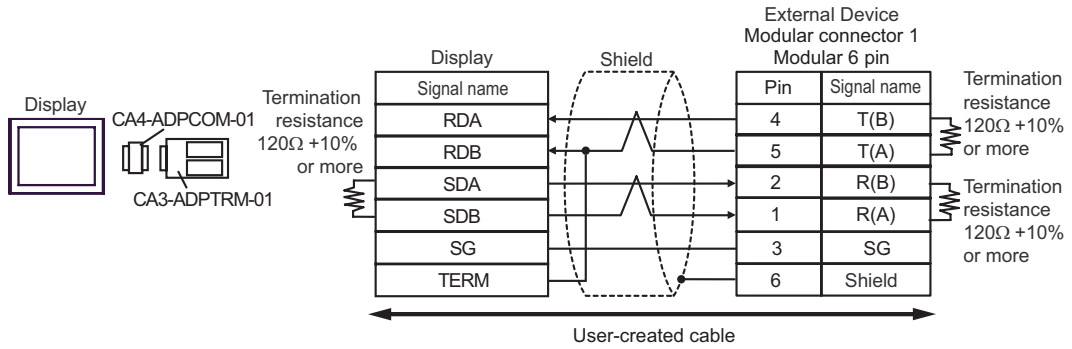 External Device
Modular connector 1
Modular 6 pin
Display
Shield
Signal name
Pin
Signal name
Display
CA4-ADPCOM-01
CA3-ADPTRM-01
Termination
resistance
120Ω +10%
or more
RDA
4
T(B)
RDB
5
T(A)
SDA
2
R(B)
SDB
1
R(A)
SG
3
SG
TERM
6
Shield
Termination
resistance
120Ω +10%
or more
Termination
resistance
120Ω +10%
or more
User-created cable